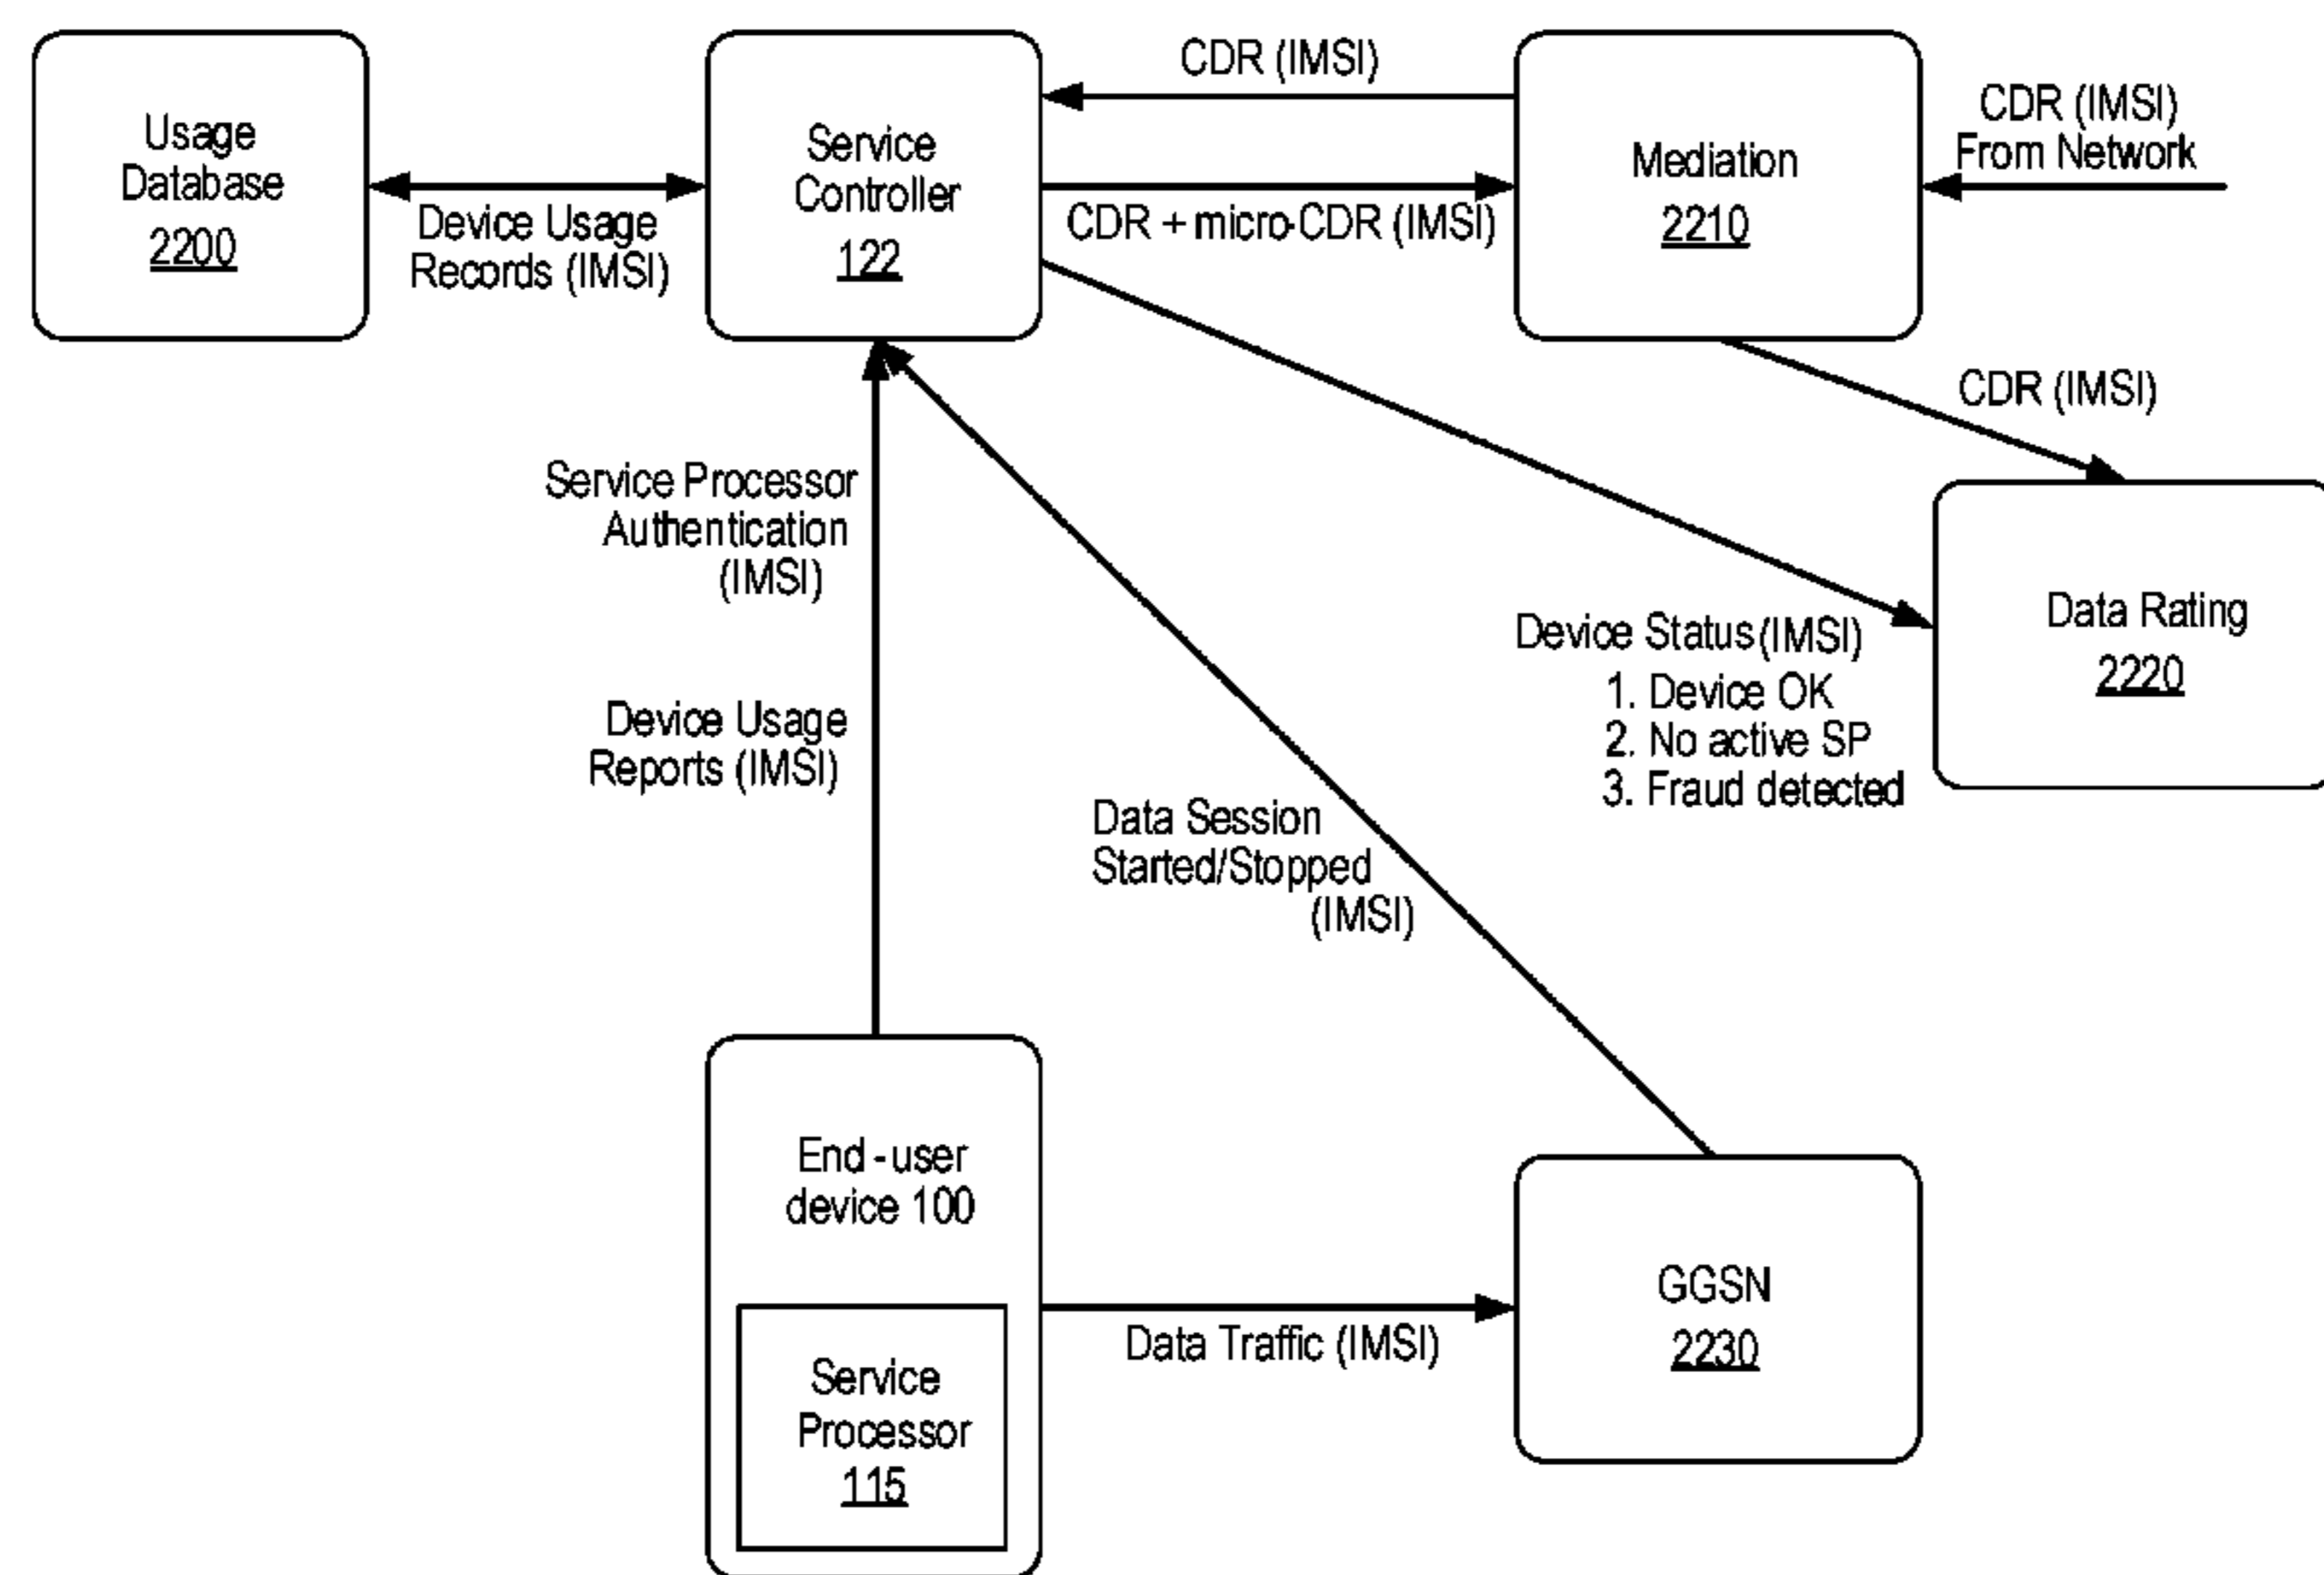 Usage
Database
2200
Device Usage
Records (IMSI)
Service
Controller
122
CDR (IMSI)
CDR + micro-CDR (IMSI)
Mediation
2210
CDR (IMSI)
From Network
CDR (IMSI)
Service Processor
Authentication
(IMSI)
Device Usage
Reports (IMSI)
Data Session
Started/Stopped
(IMSI)
Device Status (IMSI)
1. Device OK
2. No active SP
3. Fraud detected
Data Rating
2220
End-user
device 100
Service
Processor
115
Data Traffic (IMSI)
GGSN
2230